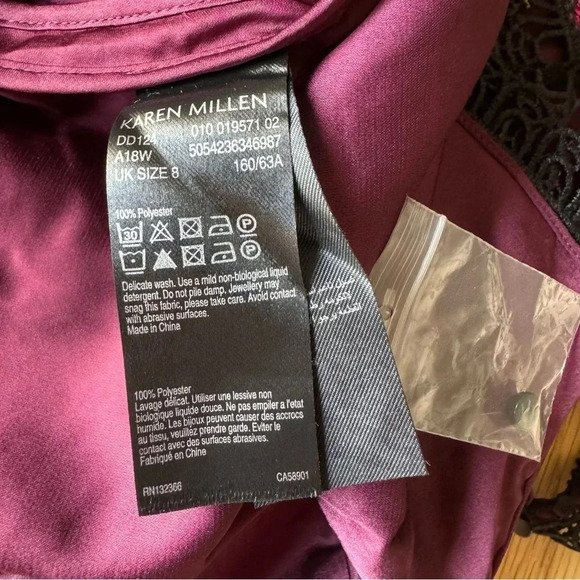 KAREN MILLEN
DD124 010 019571 02
A18W 5054236346987
UK SIZE 8 160/63A
100% Polyester
30 P
P
Delicate wash. Use a mild non-biological liquid
detergent. Do not pile damp. Jewellery may
snag this fabric, please take care. Avoid contact
with abrasive surfaces.
Made in China
100% Polyester
Lavage délicat. Utiliser une lessive non
biologique liquide douce. Ne pas empiler a l'etat
humide. Les bijoux peuvent causer des accrocs
au tissu, veuillez prendre garde. Eviter le
contact avec des surfaces abrasives.
Fabriqué en Chine
RN132366 CA58901